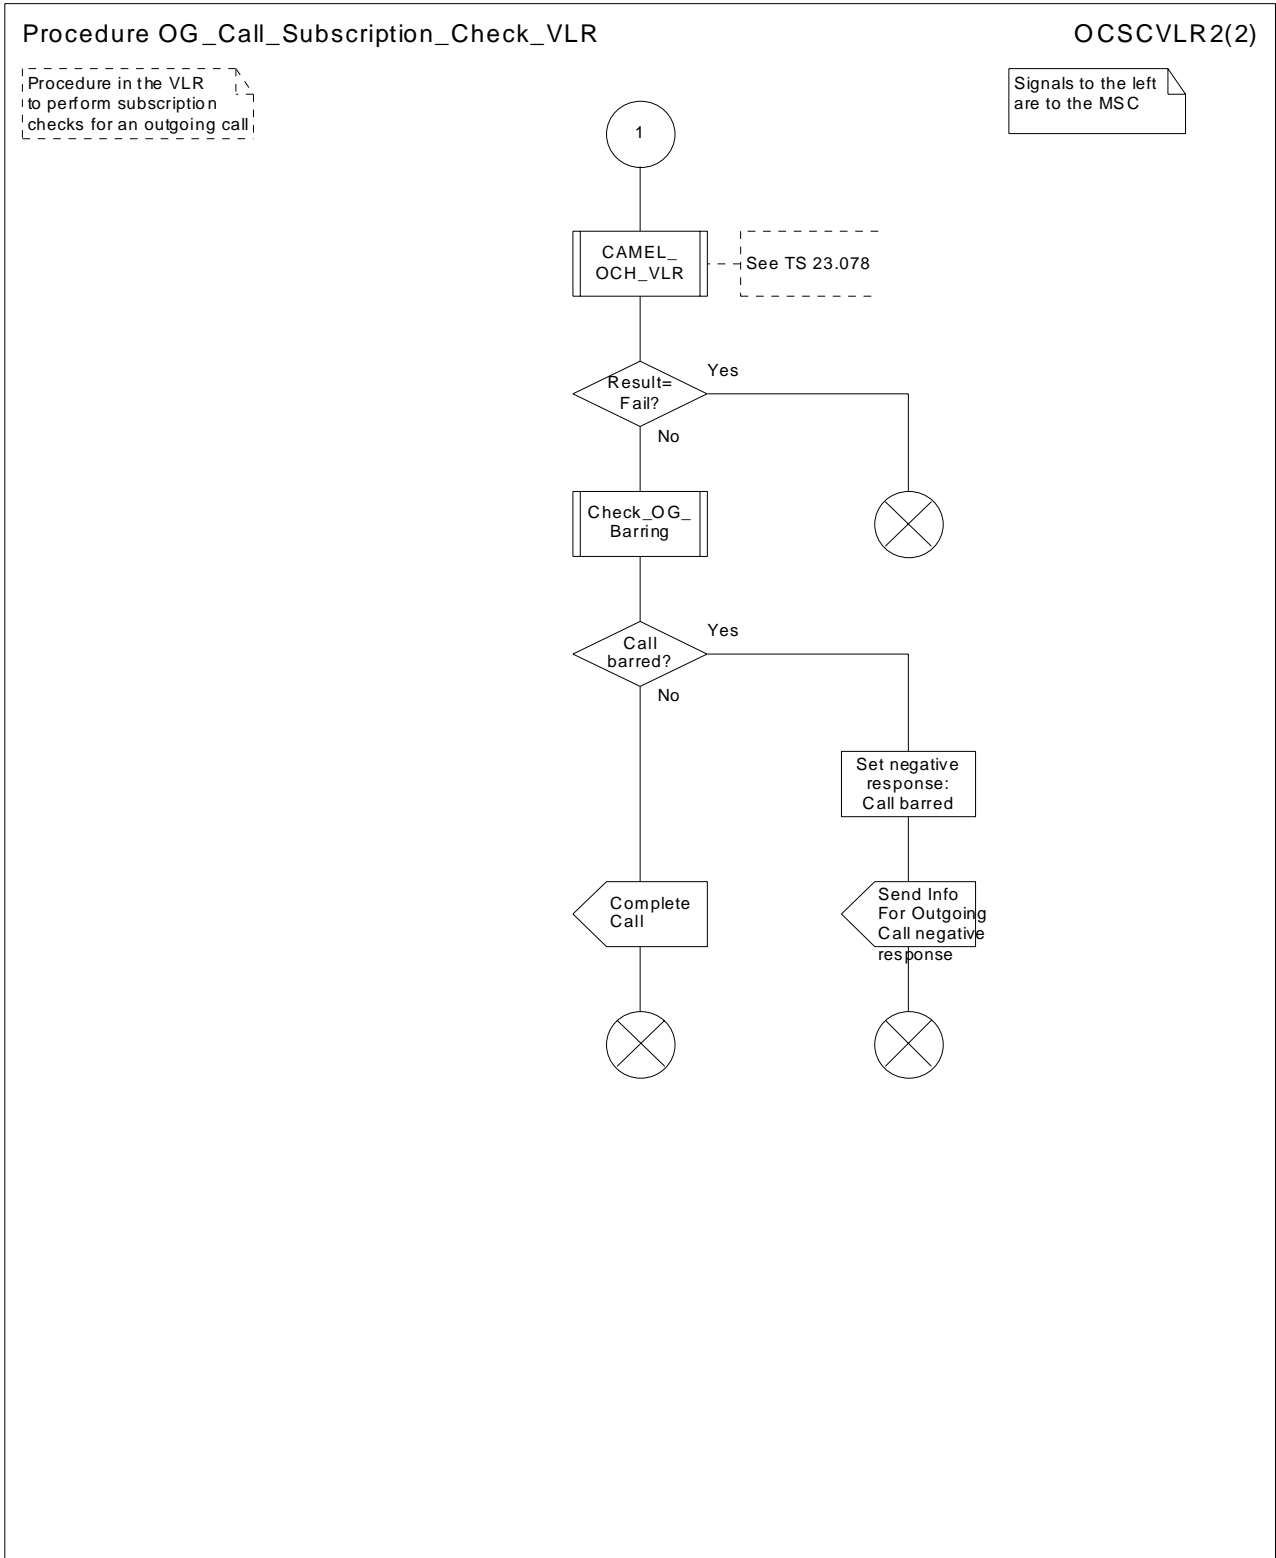 Procedure OG_Call_Subscription_Check_VLR
OCSCVLR2(2)
Procedure in the VLR
to perform subscription
checks for an outgoing call
Signals to the left
are to the MSC
1
CAMEL_
OCH_VLR
See TS 23.078
Result=
Fail?
Yes
No
Check_OG_
Barring
Call
barred?
Yes
No
Set negative
response:
Call barred
Complete
Call
Send Info
For Outgoing
Call negative
response